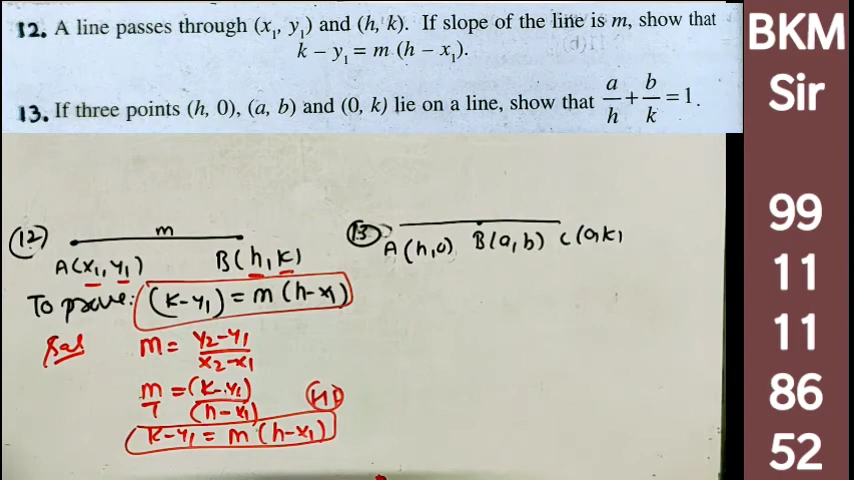 12. A line passes through (x₁, y₁) and (h, k). If slope of the line is m, show that
k – y₁ = m (h – x₁).
13. If three points (h, 0), (a, b) and (0, k) lie on a line, show that a/h + b/k = 1.
BKM
Sir
99
11
11
86
52
(12)
m
A(x₁, y₁) B(h, k)
To prove: (k-y₁) = m(h-x₁)
m = y₂-y₁/x₂-x₁
m/1 = (k-y₁)/(h-x₁)
k-y₁ = m(h-x₁)
(13)
A(h,0) B(a,b) C(0,k)